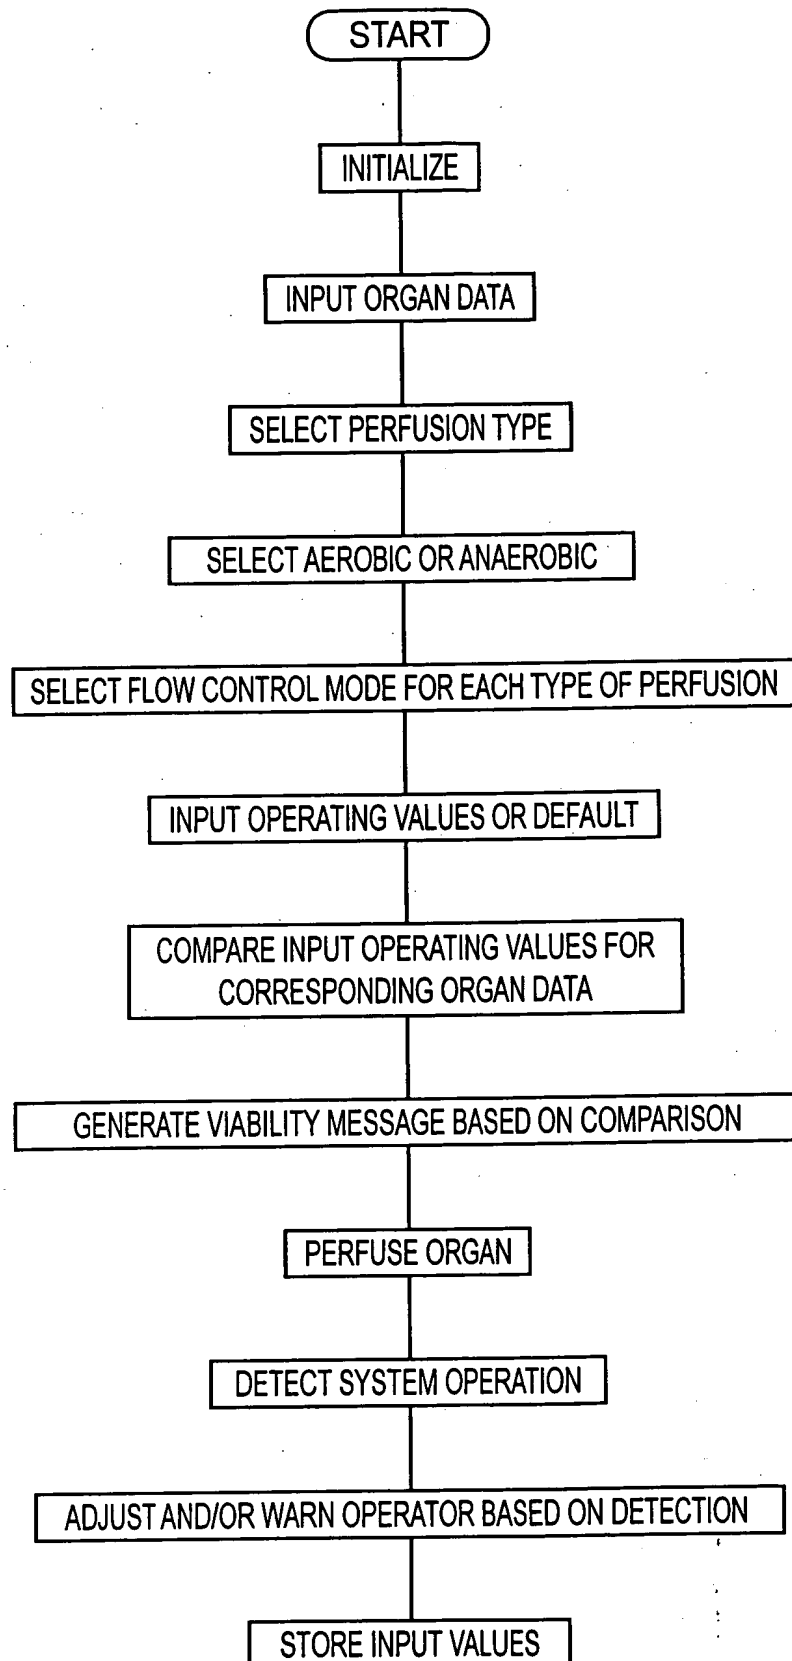 START
INITIALIZE
INPUT ORGAN DATA
SELECT PERFUSION TYPE
SELECT AEROBIC OR ANAEROBIC
SELECT FLOW CONTROL MODE FOR EACH TYPE OF PERFUSION
INPUT OPERATING VALUES OR DEFAULT
COMPARE INPUT OPERATING VALUES FOR
CORRESPONDING ORGAN DATA
GENERATE VIABILITY MESSAGE BASED ON COMPARISON
PERFUSE ORGAN
DETECT SYSTEM OPERATION
ADJUST AND/OR WARN OPERATOR BASED ON DETECTION
STORE INPUT VALUES